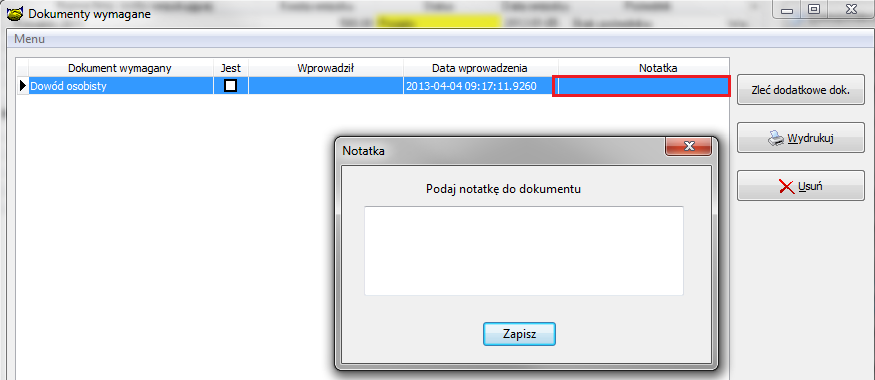 Dokumenty wymagane
Menu
Dokument wymagany Jest Wprowadził Data wprowadzenia Notatka
Dowód osobisty 2013-04-04 09:17:11.9260
Zleć dodatkowe dok.
Wydrukuj
Usuń
Notatka
Podaj notatkę do dokumentu
Zapisz